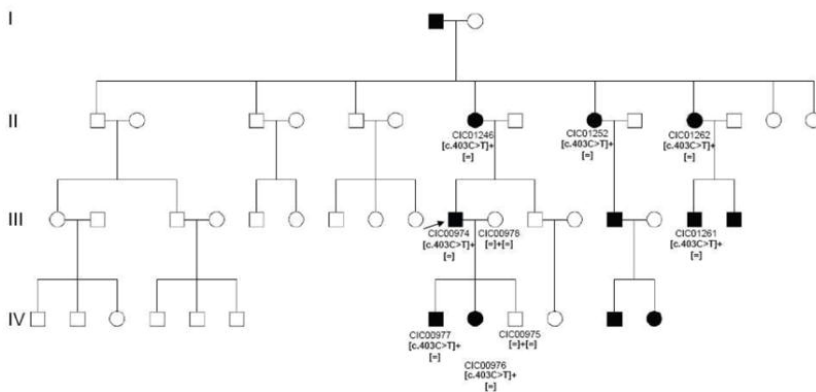 I
II
CIC01246
[c.403C>T]+
[=]
CIC01252
[c.403C>T]+
[=]
CIC01262
[c.403C>T]+
[=]
III
CIC00974
[c.403C>T]+
[=]
CIC00978
[=]+[=]
CIC01261
[c.403C>T]+
[=]
IV
CIC00977
[c.403C>T]+
[=]
CIC00976
[c.403C>T]+
[=]
CIC00975
[=]+[=]